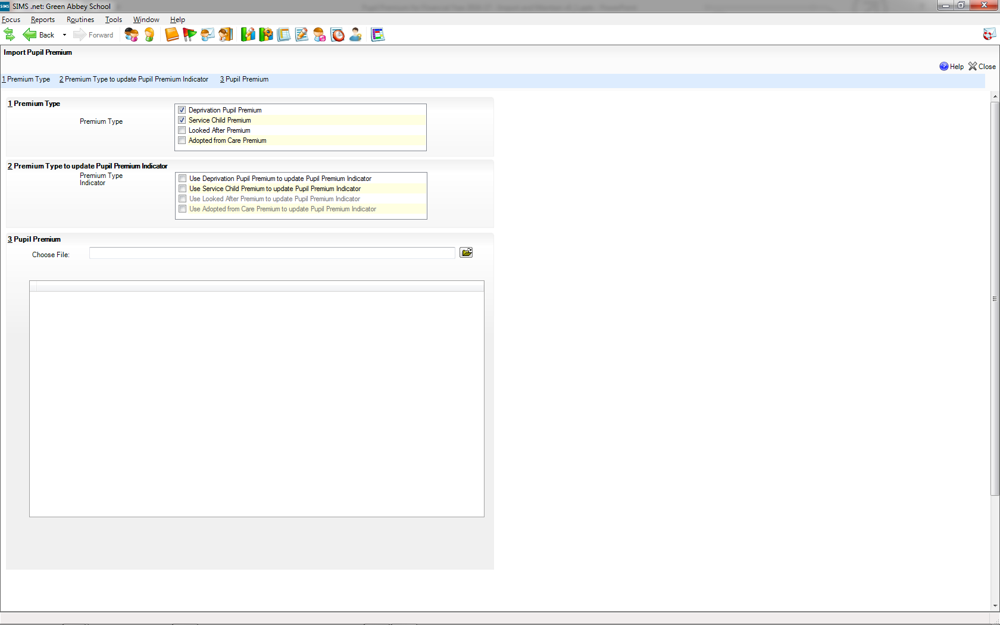 SIMS SIMS .net: Green Abbey School
Focus Reports Routines Tools Window Help
Back Forward
Import Pupil Premium
Help Close
1 Premium Type 2 Premium Type to update Pupil Premium Indicator 3 Pupil Premium
1 Premium Type
Premium Type
Deprivation Pupil Premium
Service Child Premium
Looked After Premium
Adopted from Care Premium
2 Premium Type to update Pupil Premium Indicator
Premium Type
Indicator
Use Deprivation Pupil Premium to update Pupil Premium Indicator
Use Service Child Premium to update Pupil Premium Indicator
Use Looked After Premium to update Pupil Premium Indicator
Use Adopted from Care Premium to update Pupil Premium Indicator
3 Pupil Premium
Choose File: